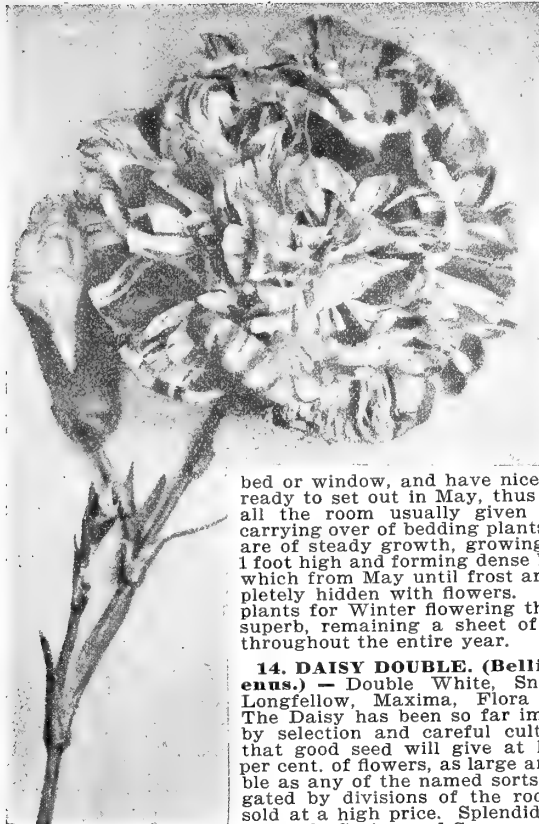 bed or window, and have nice
ready to set out in May, thus
all the room usually given
carrying over of bedding plants
are of steady growth, growing
1 foot high and forming dense
which from May until frost ar
pletely hidden with flowers.
plants for Winter flowering th
superb, remaining a sheet of
throughout the entire year.
14. DAISY DOUBLE. (Belli
enus.) — Double White, Sn
Longfellow, Maxima, Flora
The Daisy has been so far im
by selection and careful cult
that good seed will give at l
per cent. of flowers, as large an
ble as any of the named sorts
gated by divisions of the roo
sold at a high price. Splendid